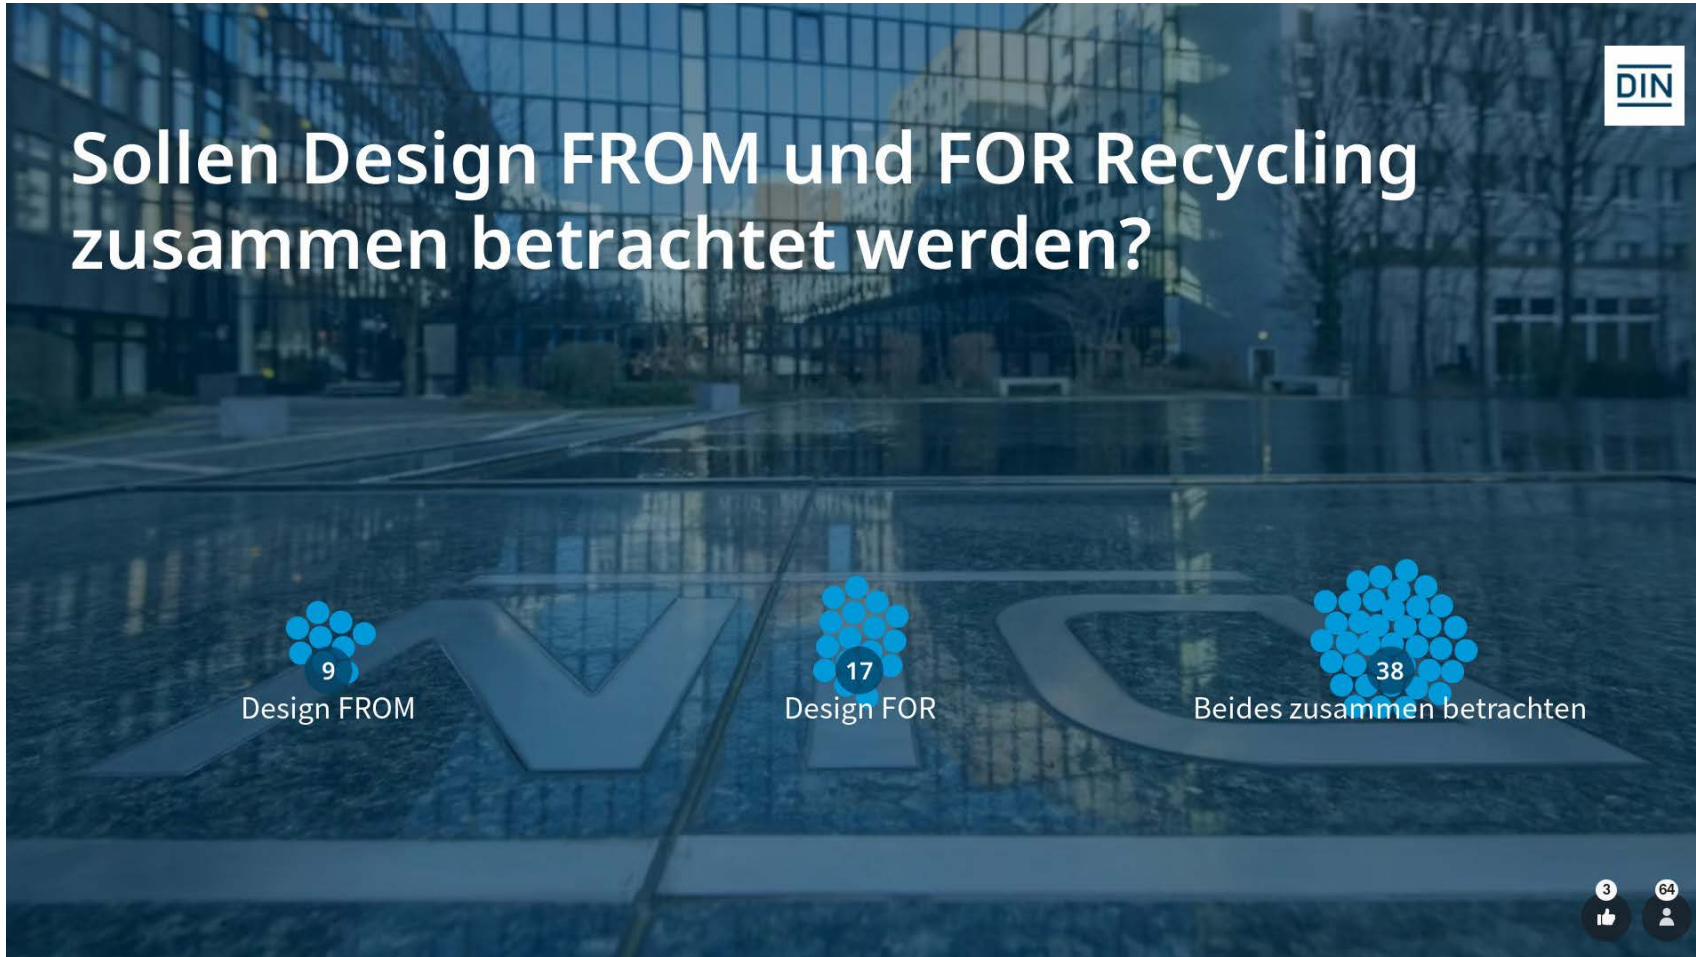 DIN
Sollen Design FROM und FOR Recycling
zusammen betrachtet werden?
9
Design FROM
17
Design FOR
38
Beides zusammen betrachten
3
64